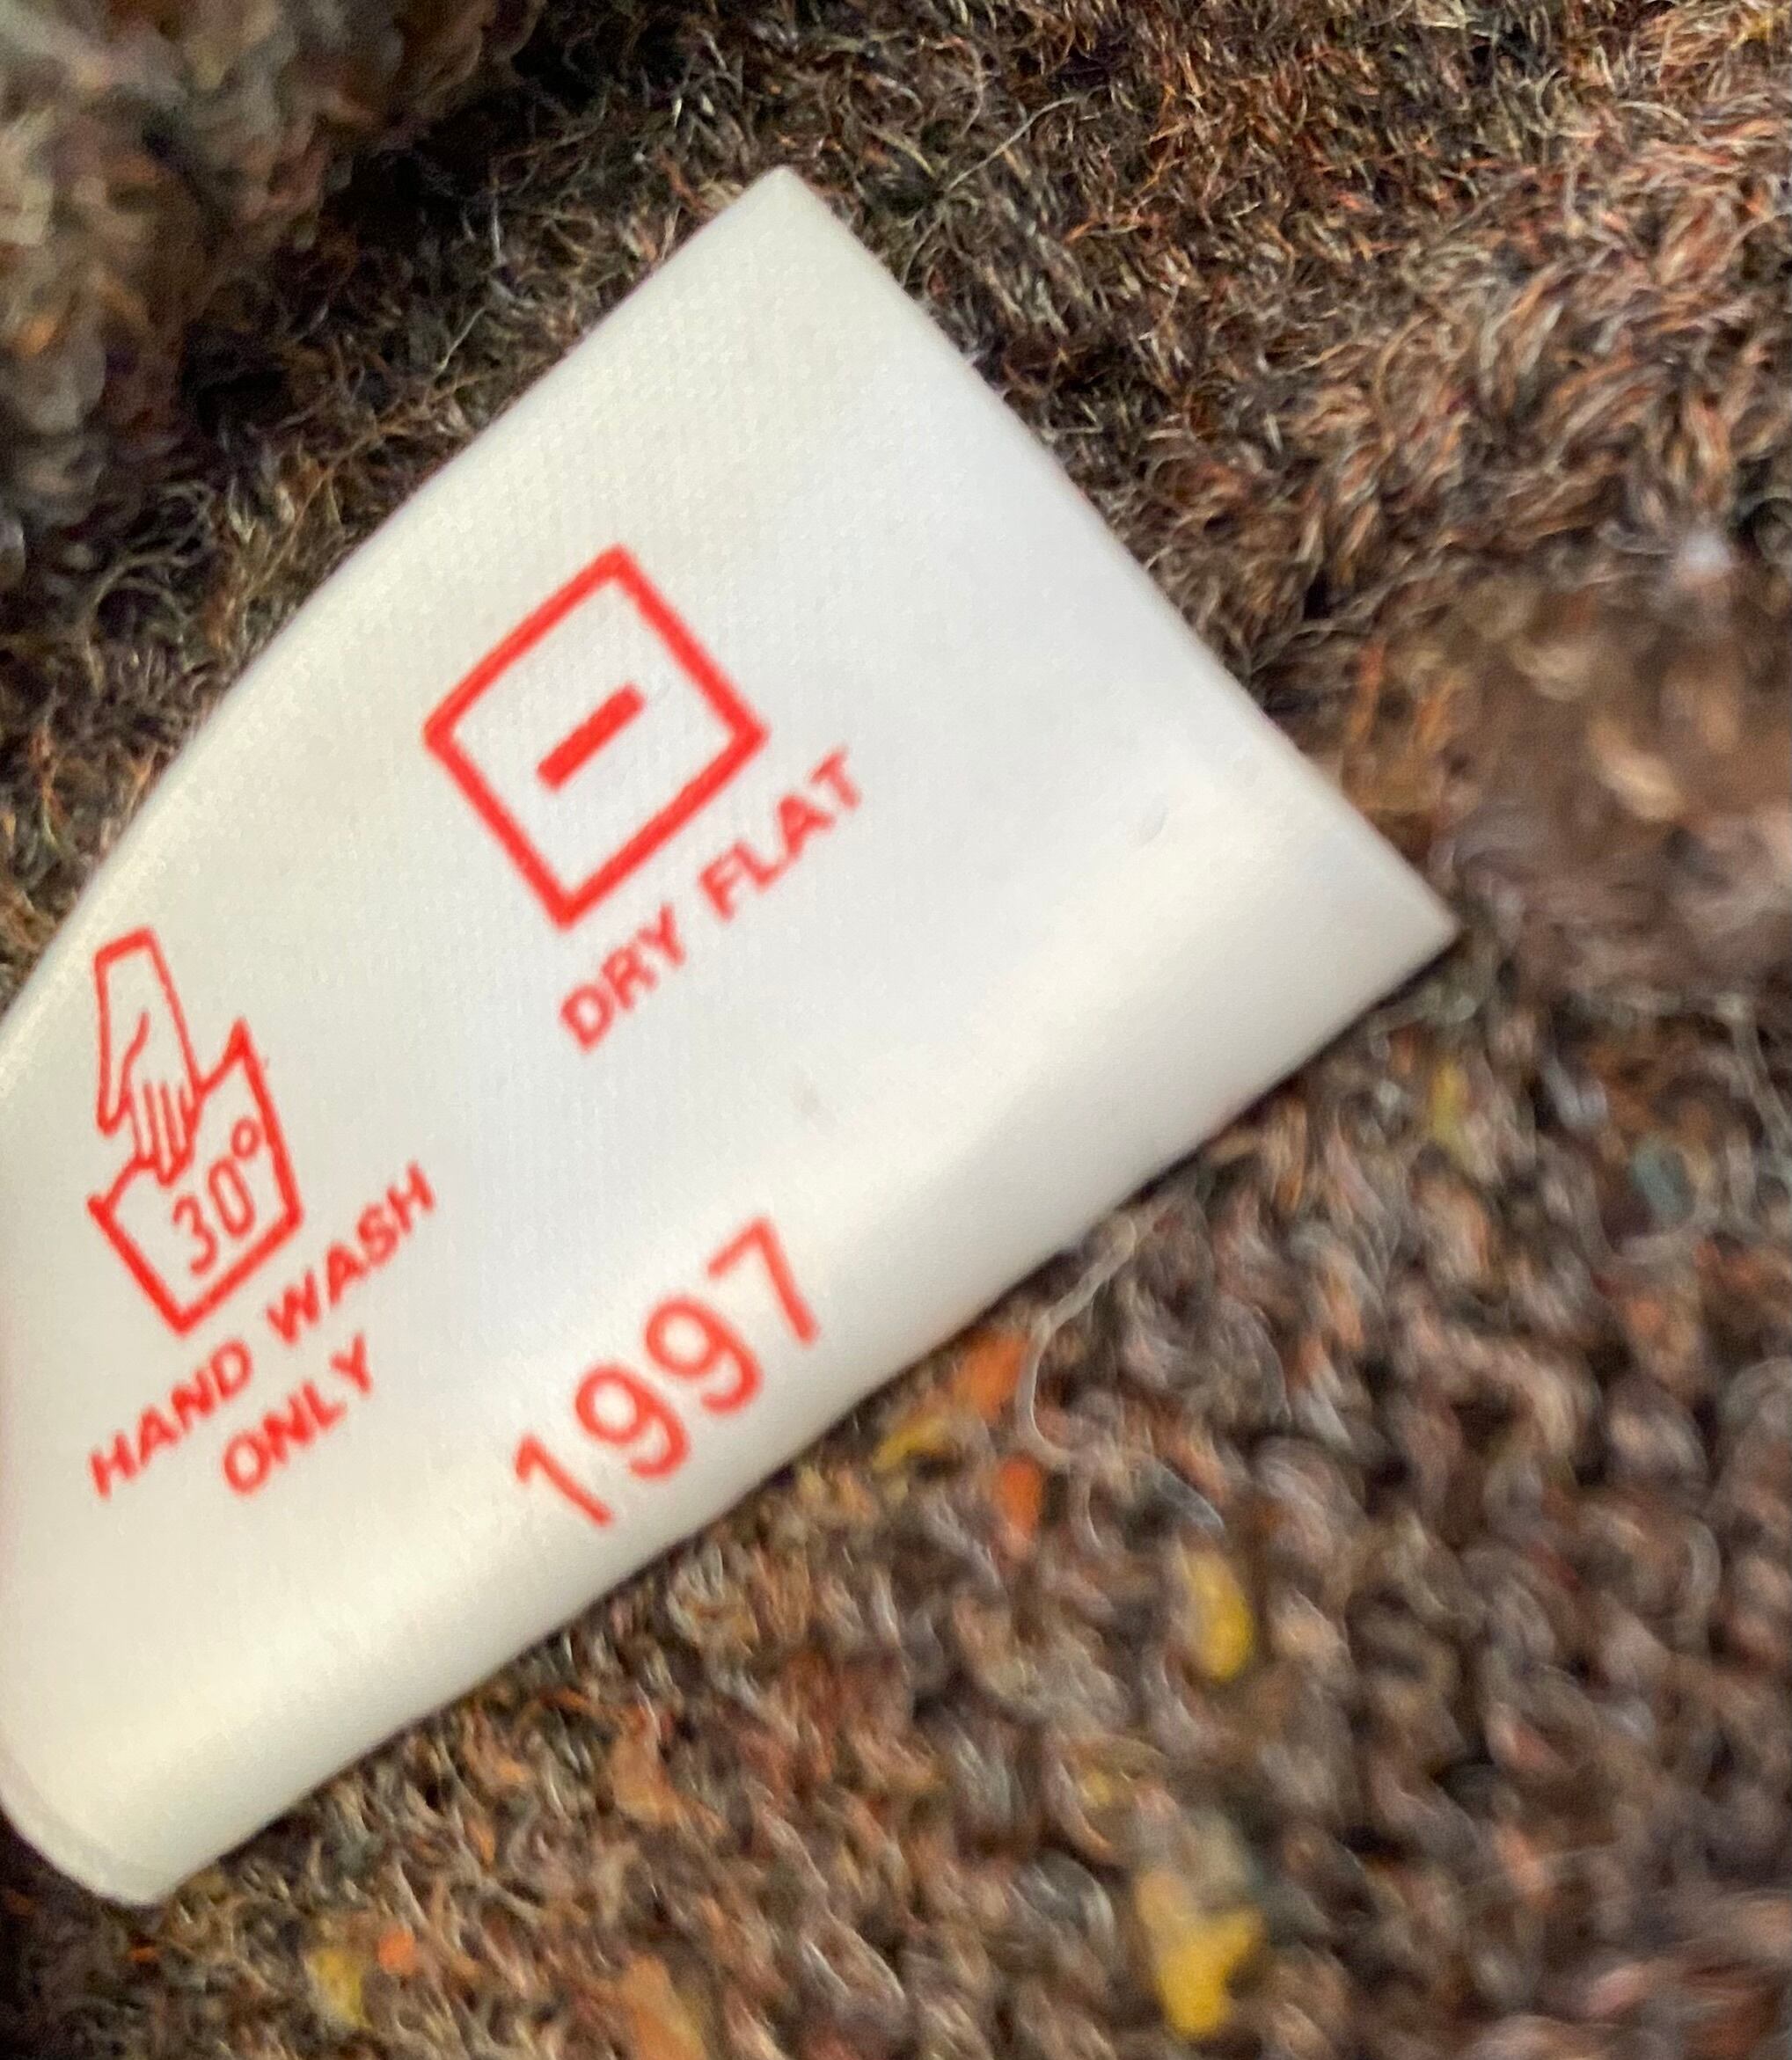 30°
HAND WASH
ONLY
DRY FLAT
1997